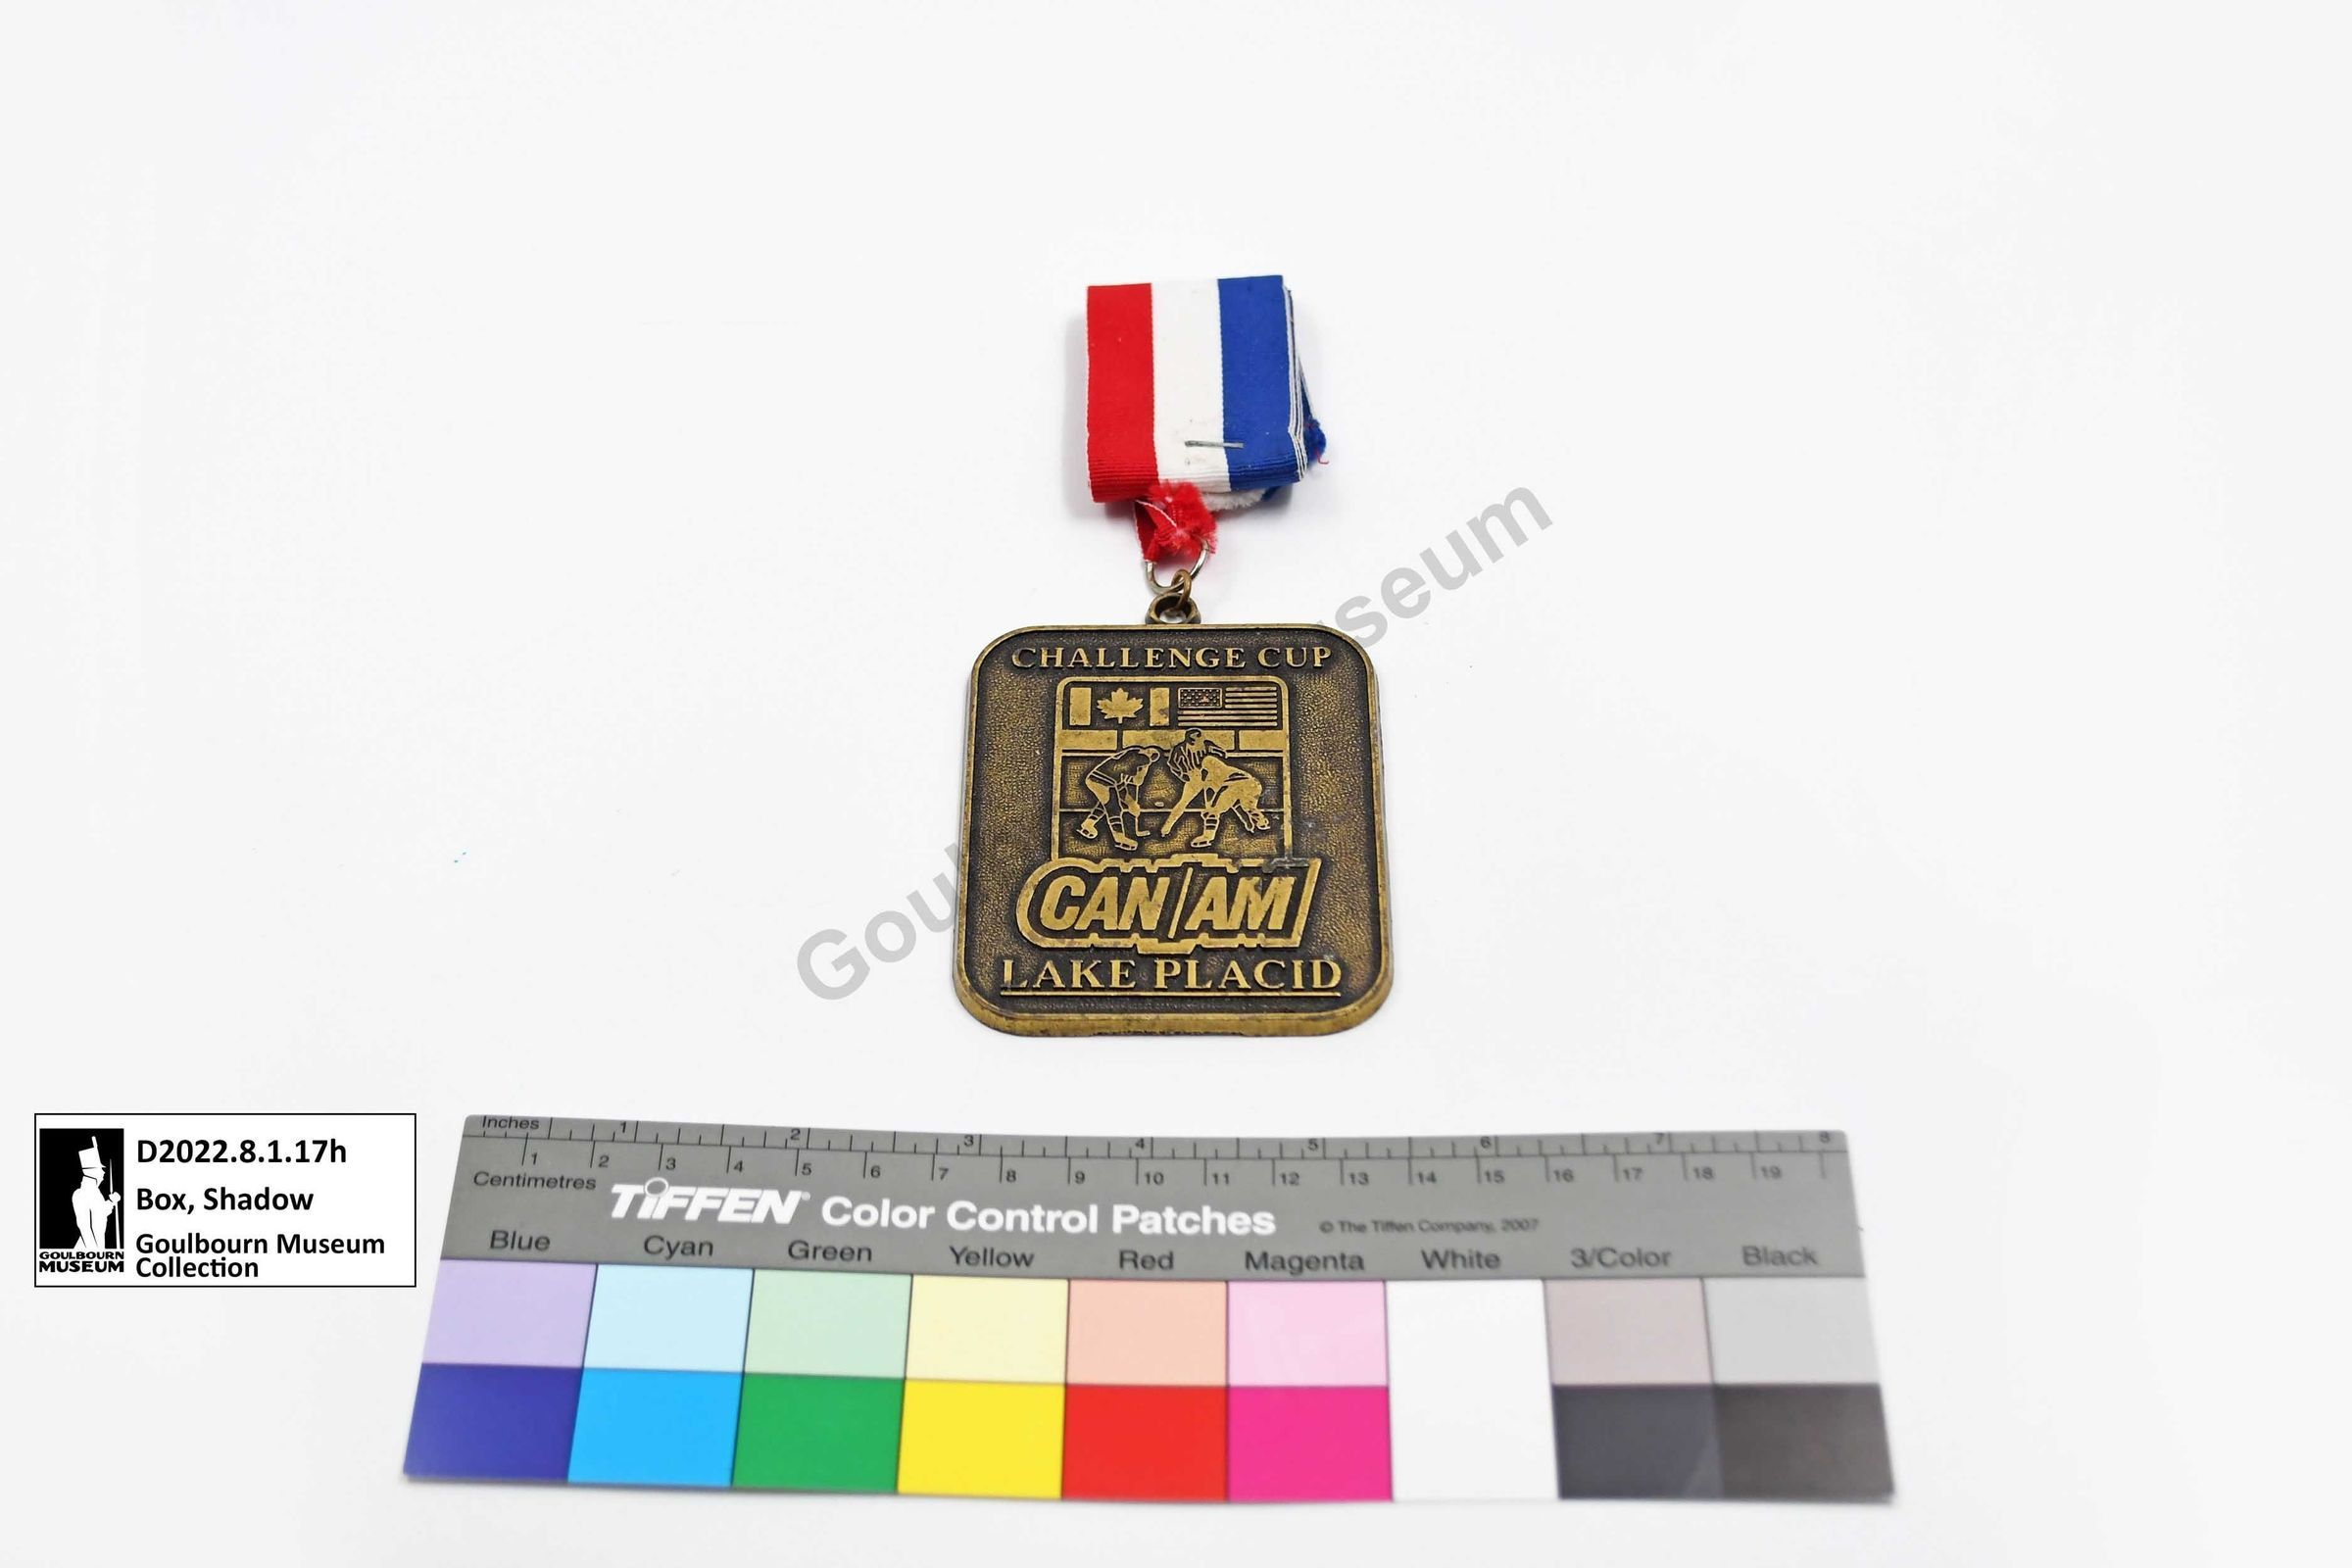 CHALLENGE CUP
CAN/AM
LAKE PLACID
D2022.8.1.17h
Box, Shadow
Goulbourn Museum
Collection
GOULBOURN
MUSEUM
Inches 1 2 3 4 5 6 7 8
1 2 3 4 5 6 7 8 9 10 11 12 13 14 15 16 17 18 19
Centimetres
TIFFEN Color Control Patches © The Tiffen Company, 2007
Blue Cyan Green Yellow Red Magenta White 3/Color Black